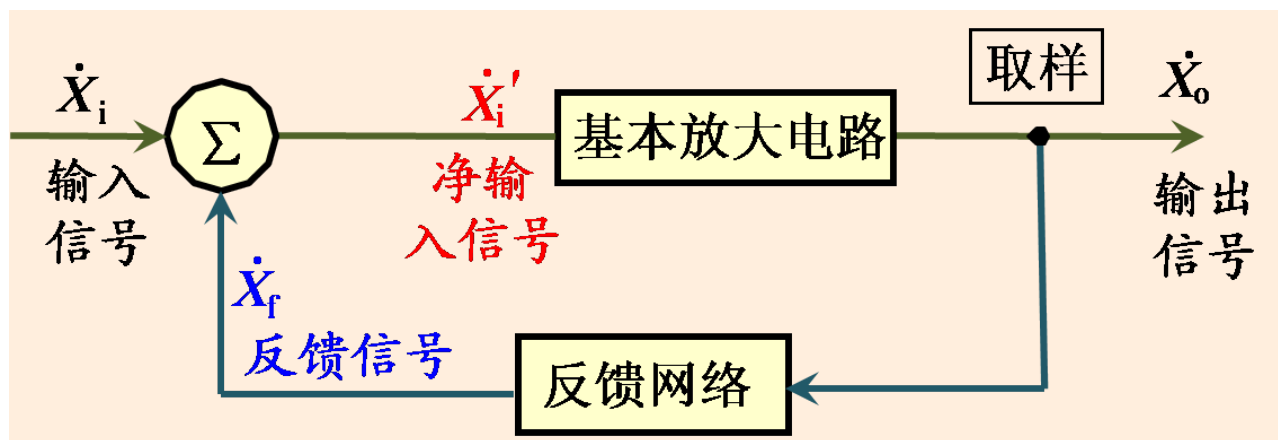 取样
Ẋi
Ẋi′
Ẋo
Σ
基本放大电路
输入
信号
净输
入信号
输出
信号
Ẋf
反馈信号
反馈网络